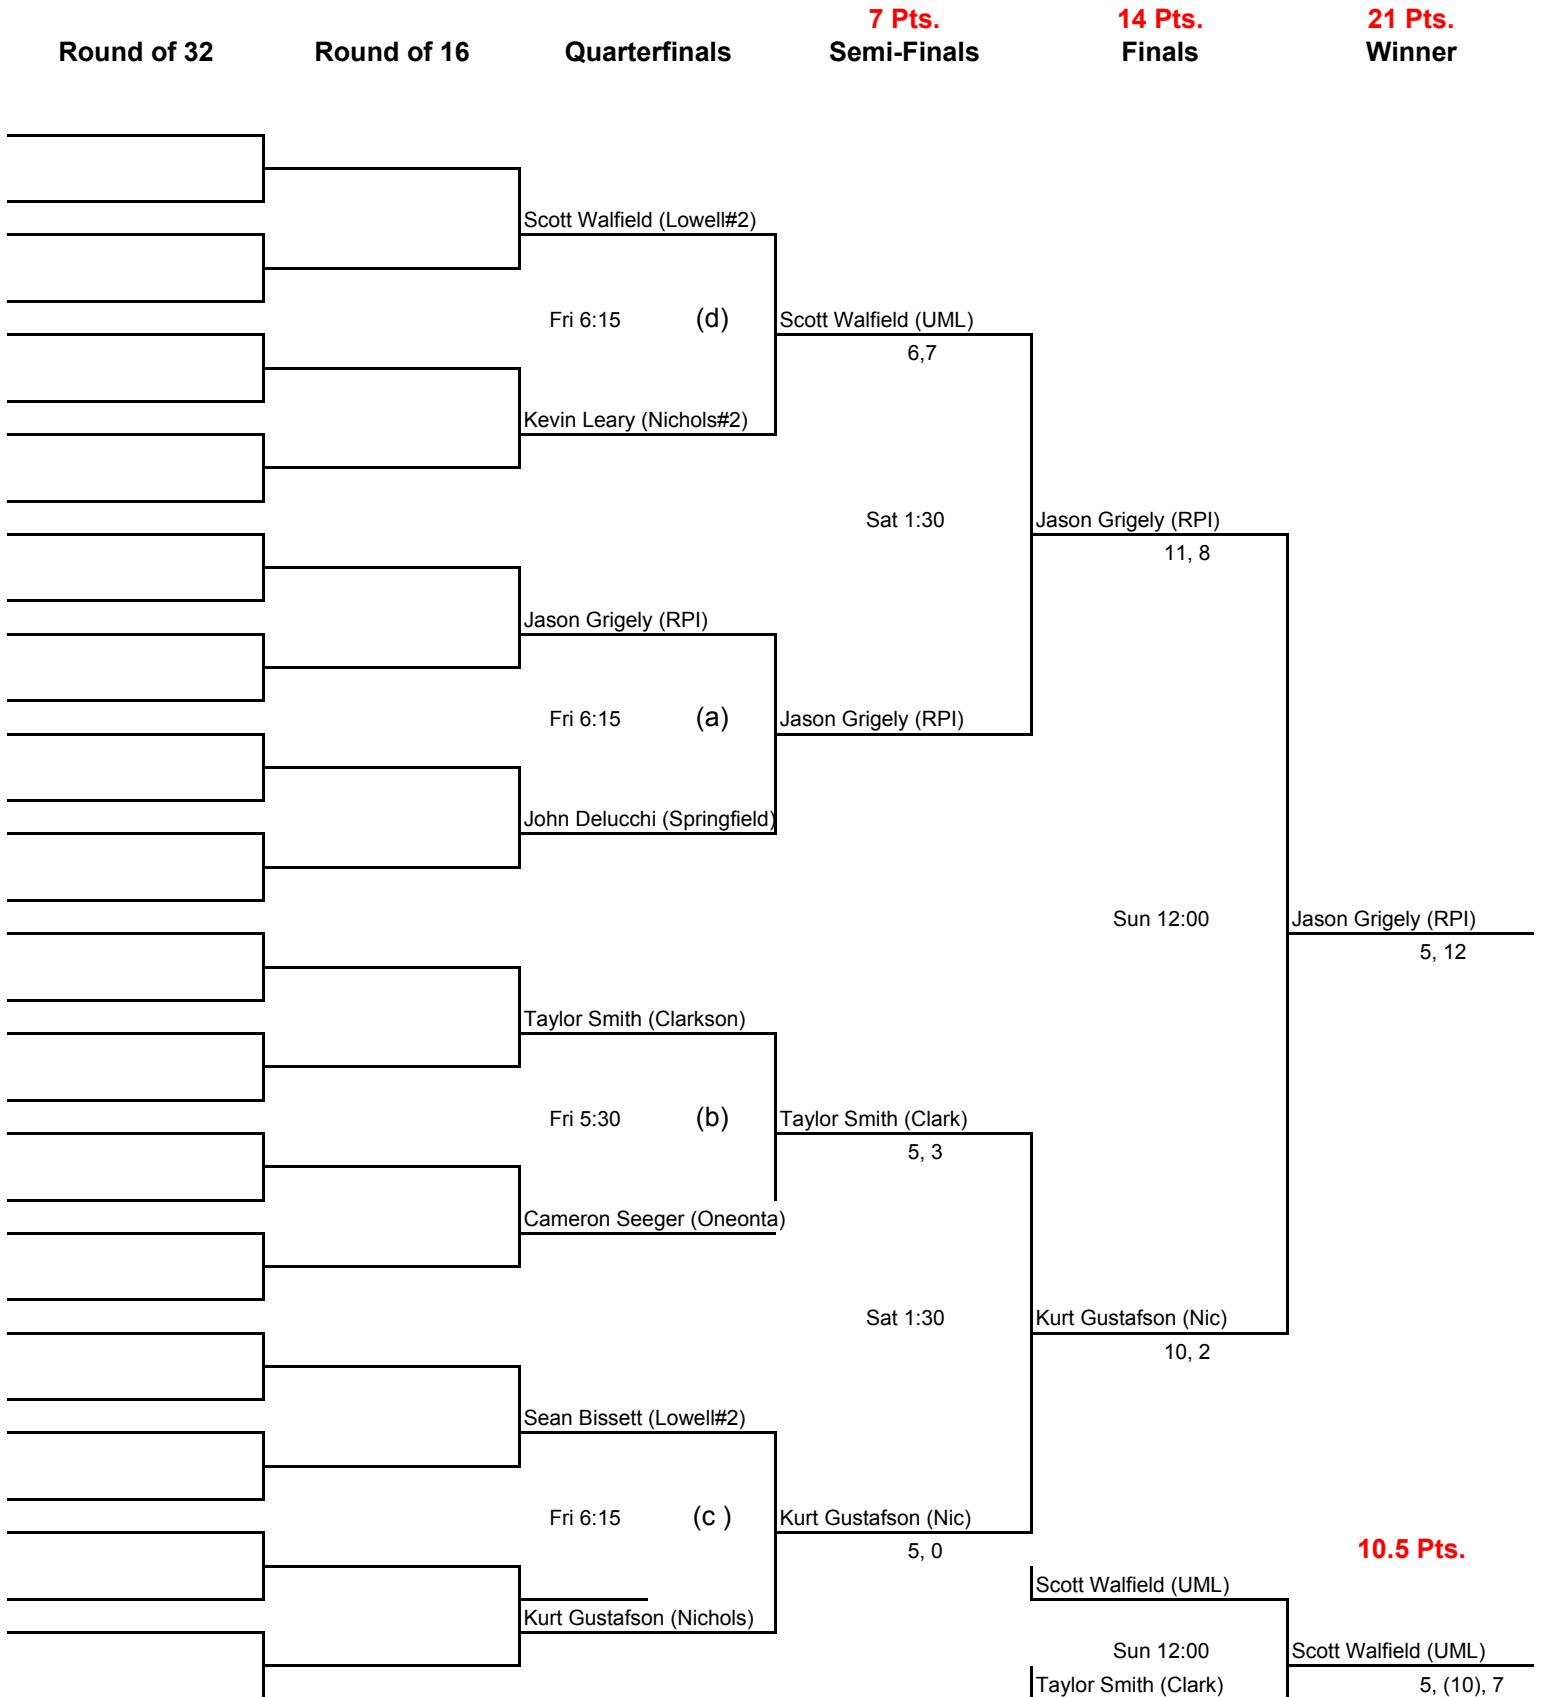 7 Pts. 14 Pts. 21 Pts.
Round of 32 Round of 16 Quarterfinals Semi-Finals Finals Winner
Scott Walfield (Lowell#2)
Fri 6:15 (d) Scott Walfield (UML)
6,7
Kevin Leary (Nichols#2)
Sat 1:30 Jason Grigely (RPI)
11, 8
Jason Grigely (RPI)
Fri 6:15 (a) Jason Grigely (RPI)
John Delucchi (Springfield)
Sun 12:00 Jason Grigely (RPI)
5, 12
Taylor Smith (Clarkson)
Fri 5:30 (b) Taylor Smith (Clark)
5, 3
Cameron Seeger (Oneonta)
Sat 1:30 Kurt Gustafson (Nic)
10, 2
Sean Bissett (Lowell#2)
Fri 6:15 (c ) Kurt Gustafson (Nic)
5, 0 10.5 Pts.
Scott Walfield (UML)
Kurt Gustafson (Nichols)
Sun 12:00 Scott Walfield (UML)
Taylor Smith (Clark) 5, (10), 7